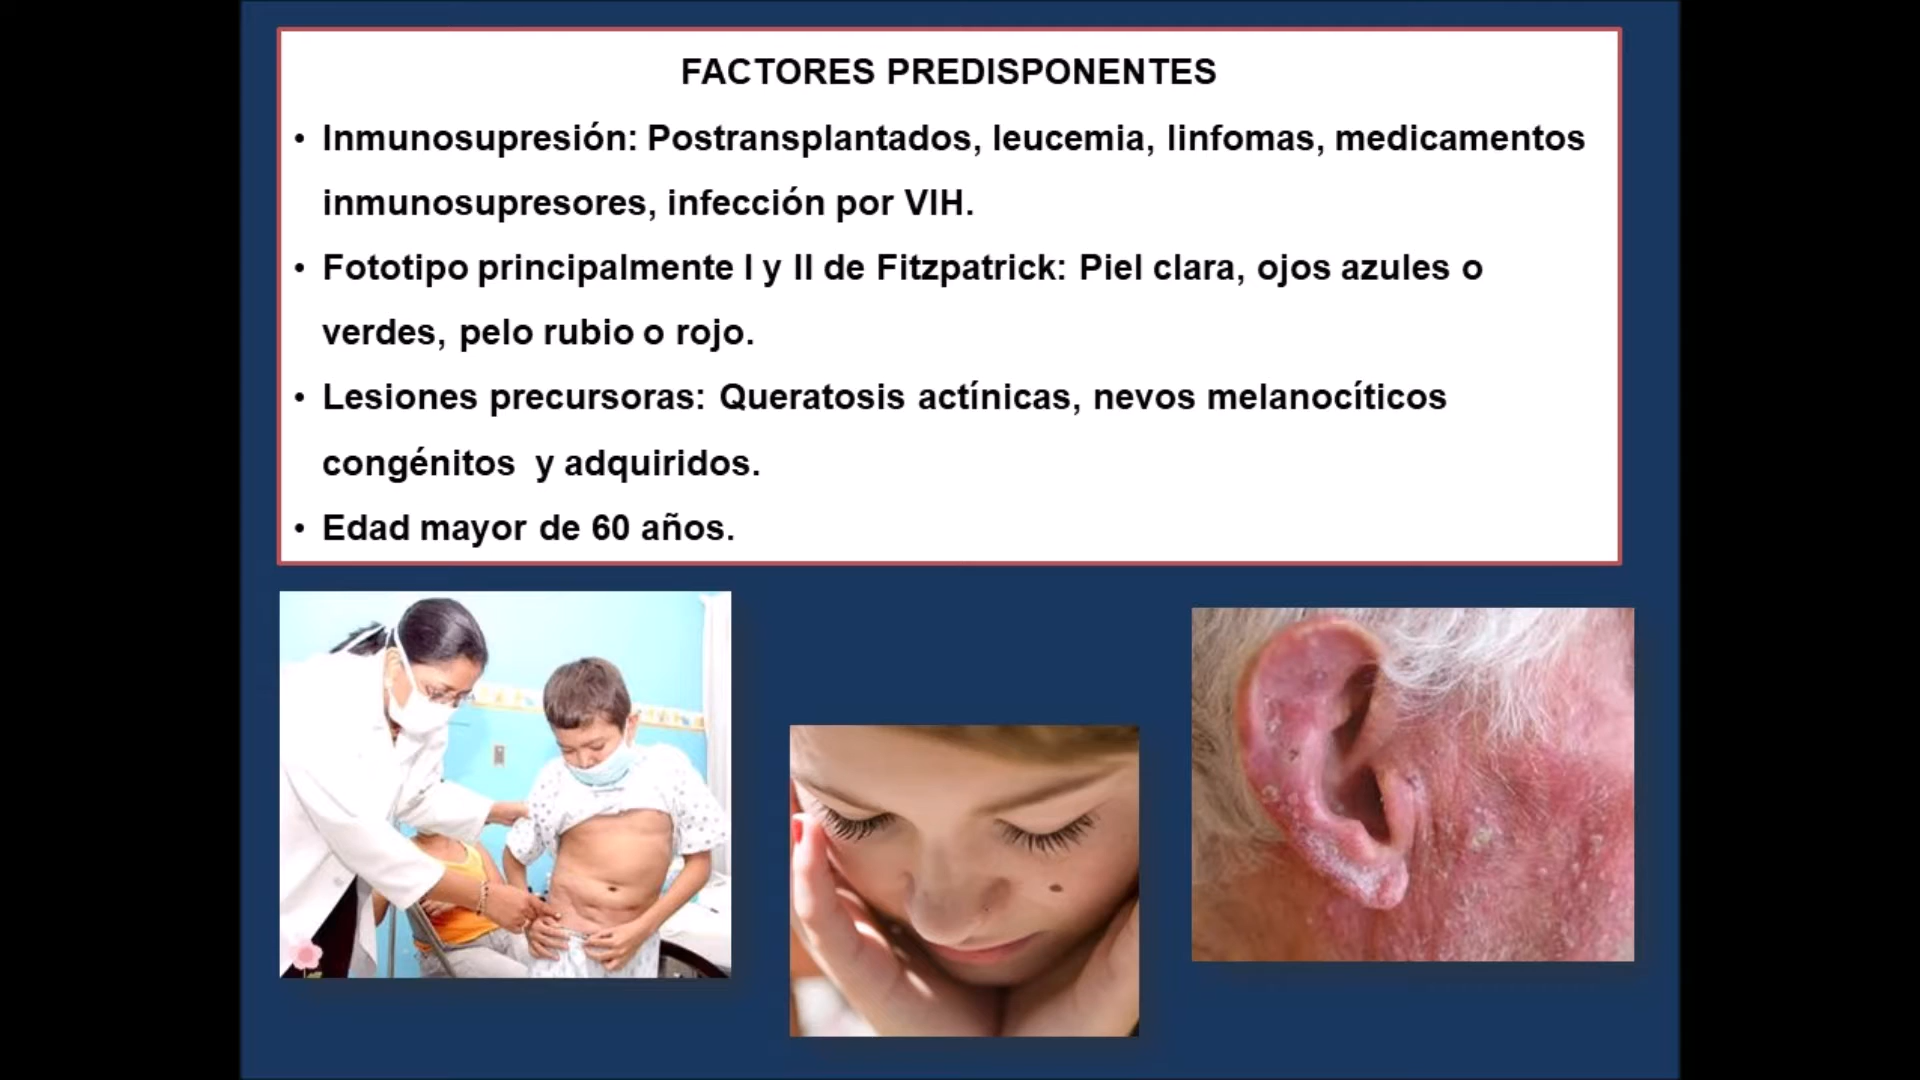 FACTORES PREDISPONENTES
• Inmunosupresión: Postransplantados, leucemia, linfomas, medicamentos
inmunosupresores, infección por VIH.
• Fototipo principalmente I y II de Fitzpatrick: Piel clara, ojos azules o
verdes, pelo rubio o rojo.
• Lesiones precursoras: Queratosis actínicas, nevos melanocíticos
congénitos y adquiridos.
• Edad mayor de 60 años.